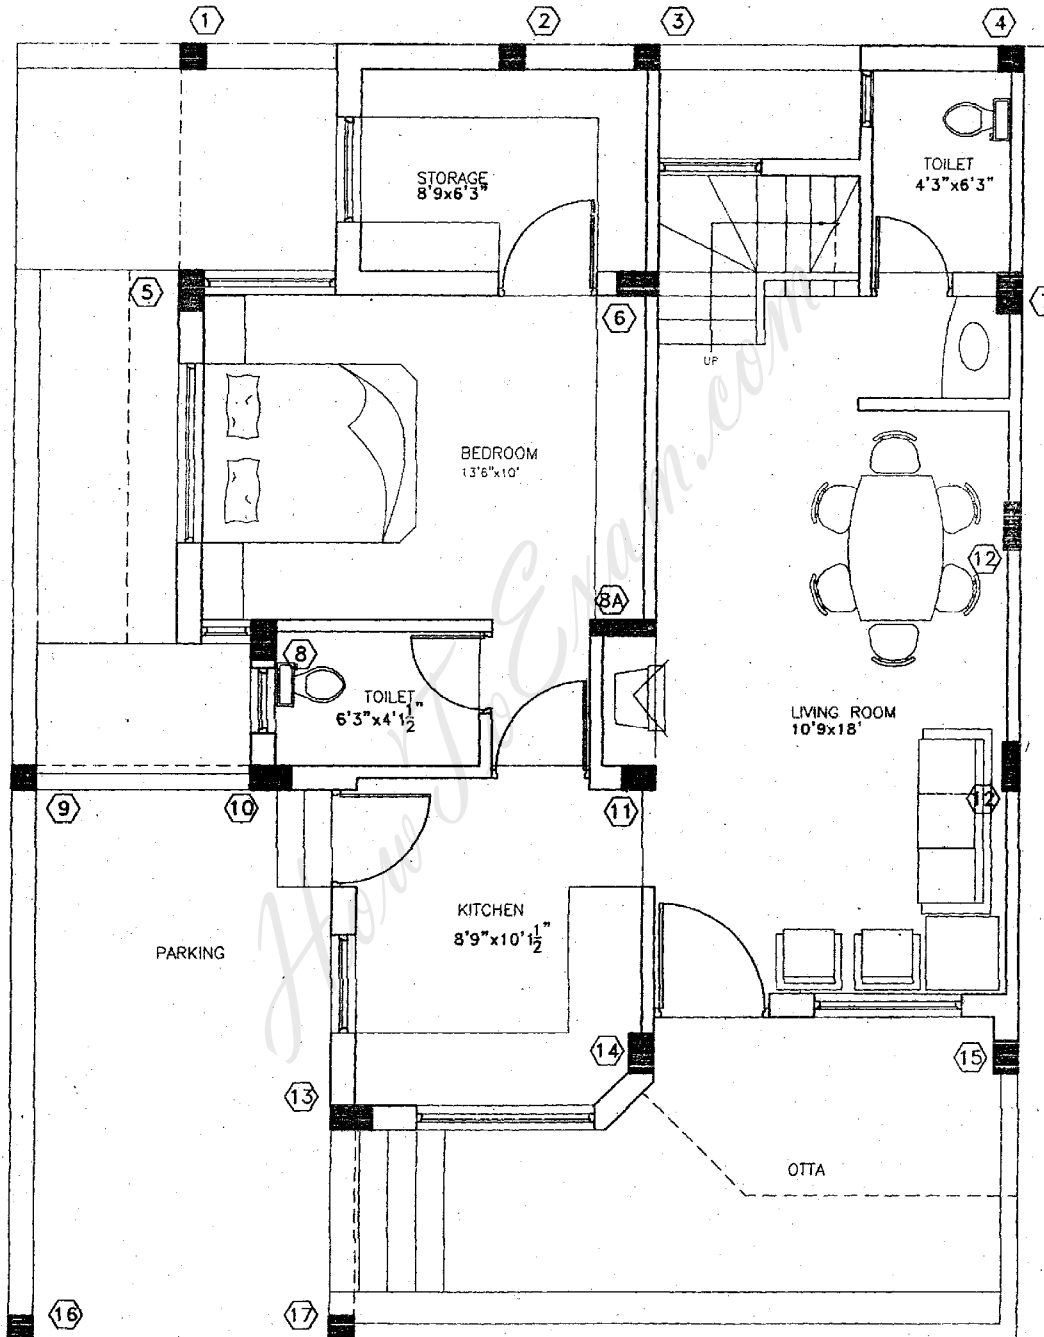 1
2
3
4
STORAGE
8'9x6'3"
TOILET
4'3"x6'3"
5
6
UP
BEDROOM
13'6"x10'
12
8A
8
TOILET
6'3"x4'1½"
LIVING ROOM
10'9x18'
9
10
11
12
KITCHEN
8'9"x10'1½"
PARKING
14
15
13
OTTA
16
17
HowToExam.com